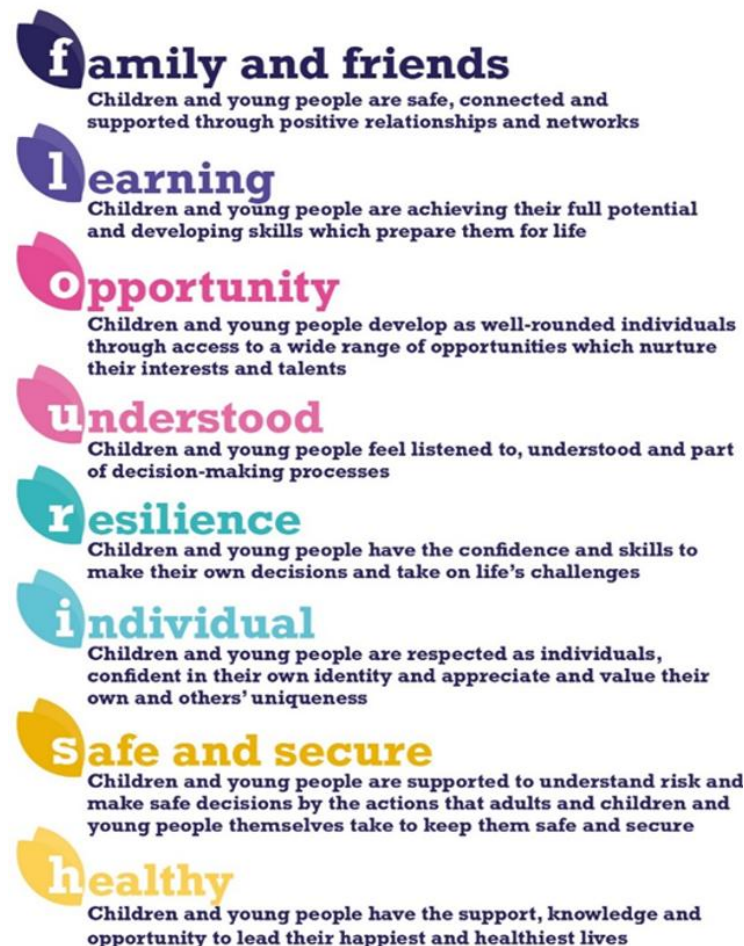 family and friends
Children and young people are safe, connected and
supported through positive relationships and networks
learning
Children and young people are achieving their full potential
and developing skills which prepare them for life
opportunity
Children and young people develop as well-rounded individuals
through access to a wide range of opportunities which nurture
their interests and talents
understood
Children and young people feel listened to, understood and part
of decision-making processes
resilience
Children and young people have the confidence and skills to
make their own decisions and take on life's challenges
individual
Children and young people are respected as individuals,
confident in their own identity and appreciate and value their
own and others' uniqueness
safe and secure
Children and young people are supported to understand risk and
make safe decisions by the actions that adults and children and
young people themselves take to keep them safe and secure
healthy
Children and young people have the support, knowledge and
opportunity to lead their happiest and healthiest lives